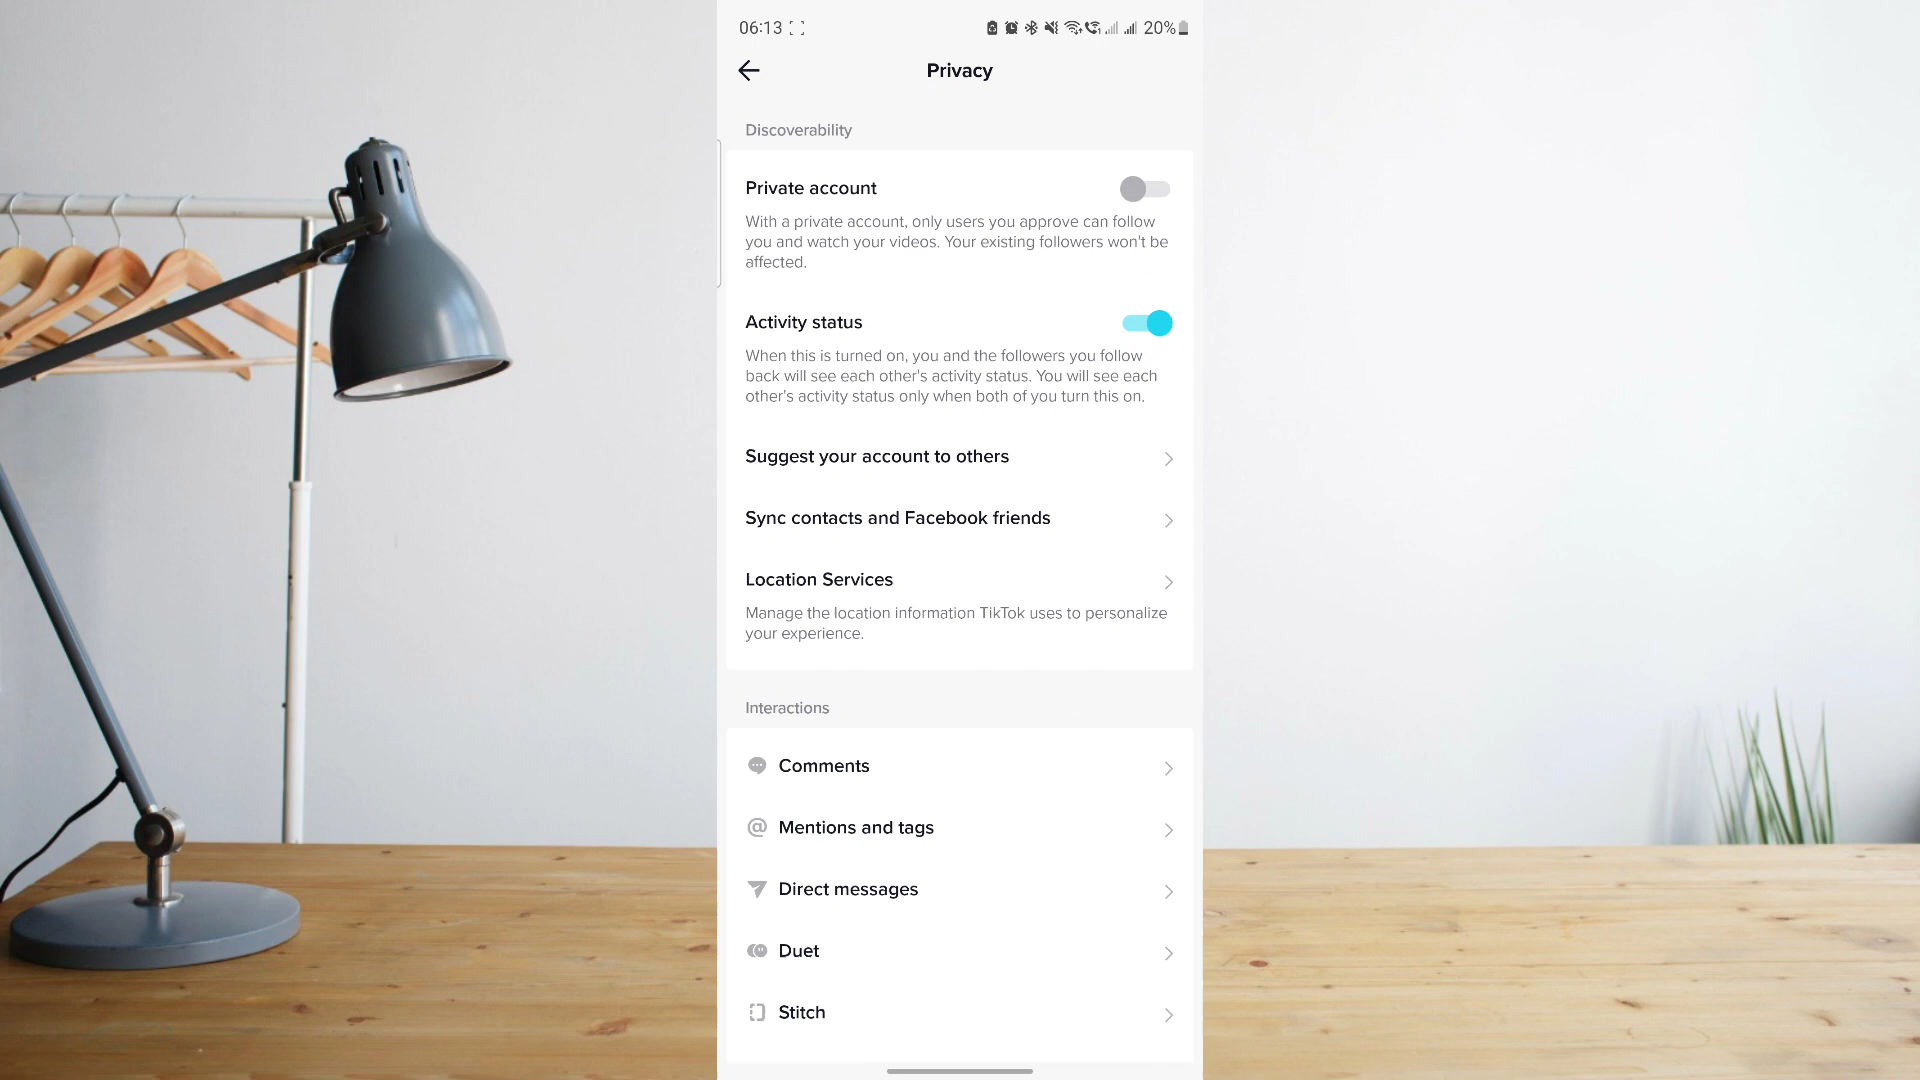 06:13
20%
Privacy
Discoverability
Private account
With a private account, only users you approve can follow
you and watch your videos. Your existing followers won't be
affected.
Activity status
When this is turned on, you and the followers you follow
back will see each other's activity status. You will see each
other's activity status only when both of you turn this on.
Suggest your account to others
Sync contacts and Facebook friends
Location Services
Manage the location information TikTok uses to personalize
your experience.
Interactions
Comments
Mentions and tags
Direct messages
Duet
Stitch